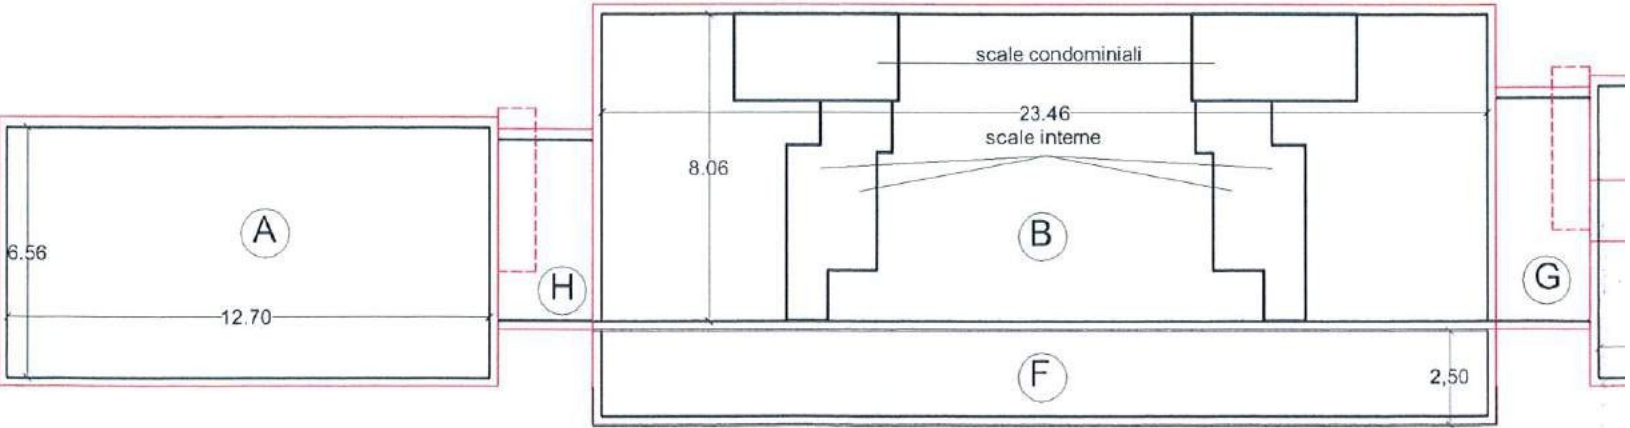 scale condominiali
23.46
scale interne
8.06
A
B
6.56
H
G
12.70
F
2,50